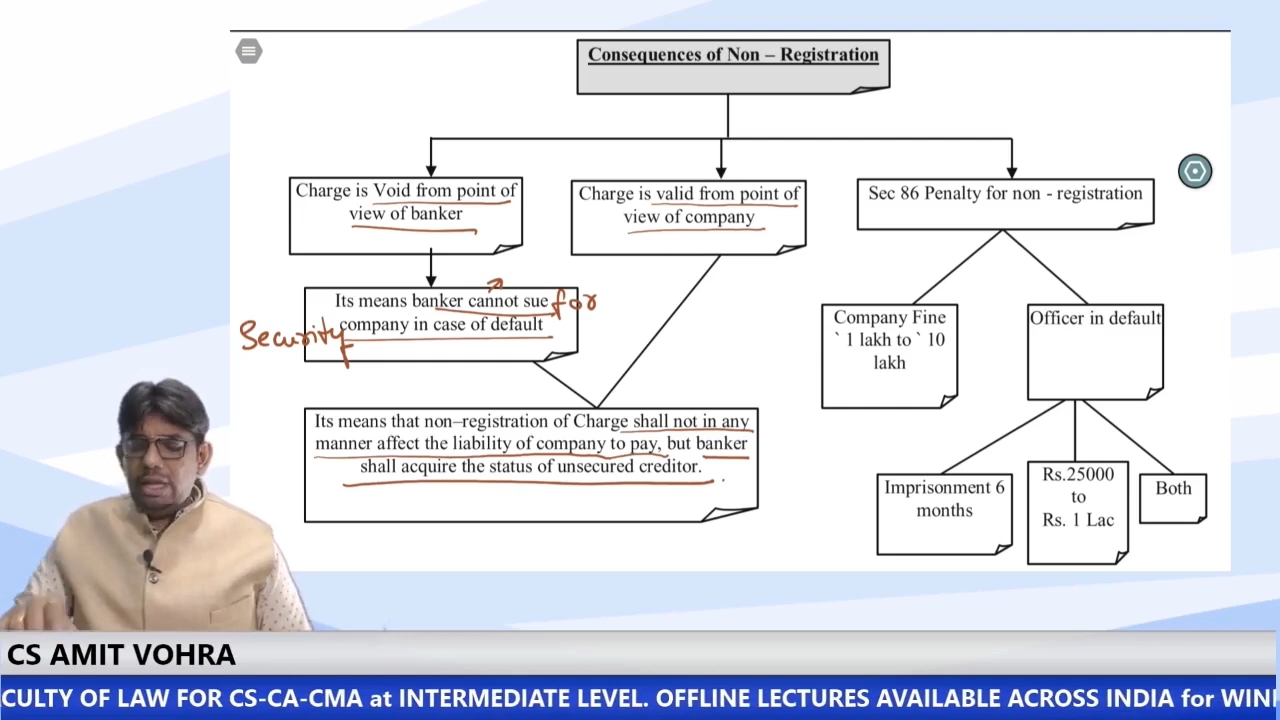 Consequences of Non – Registration
Charge is Void from point of
view of banker
Charge is valid from point of
view of company
Sec 86 Penalty for non - registration
Its means banker cannot sue for
Security company in case of default
Company Fine
` 1 lakh to ` 10
lakh
Officer in default
Its means that non–registration of Charge shall not in any
manner affect the liability of company to pay, but banker
shall acquire the status of unsecured creditor.
Imprisonment 6
months
Rs.25000
to
Rs. 1 Lac
Both
CS AMIT VOHRA
CULTY OF LAW FOR CS-CA-CMA at INTERMEDIATE LEVEL. OFFLINE LECTURES AVAILABLE ACROSS INDIA for WIN